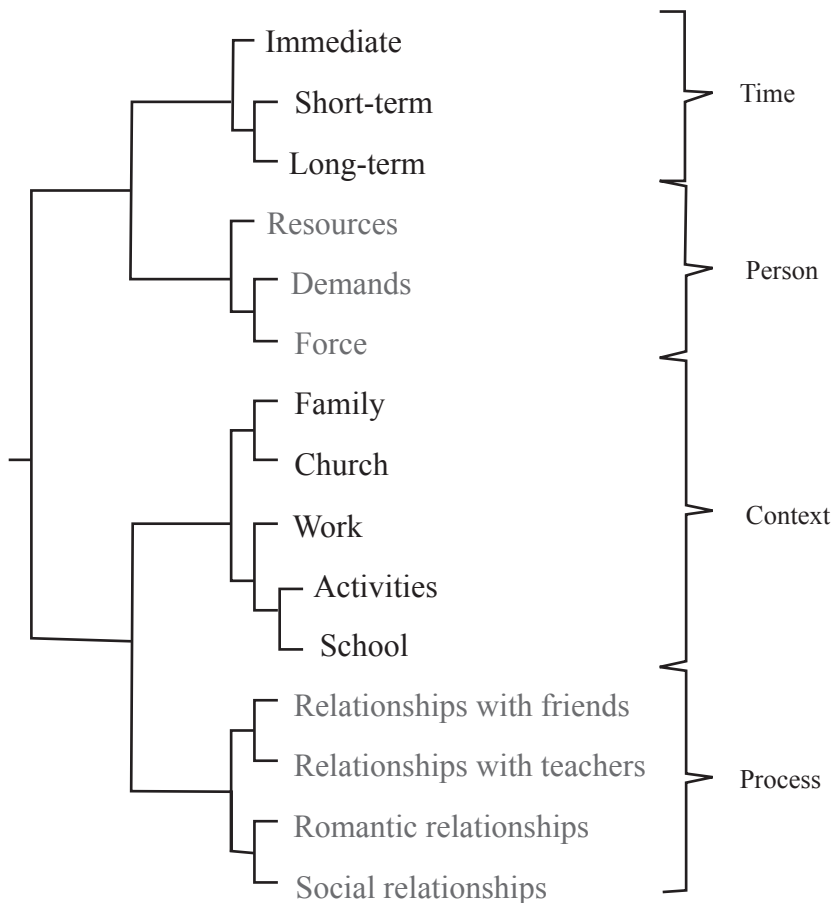 Immediate
Short-term
Time
Long-term
Resources
Demands
Person
Force
Family
Church
Work
Context
Activities
School
Relationships with friends
Relationships with teachers
Process
Romantic relationships
Social relationships